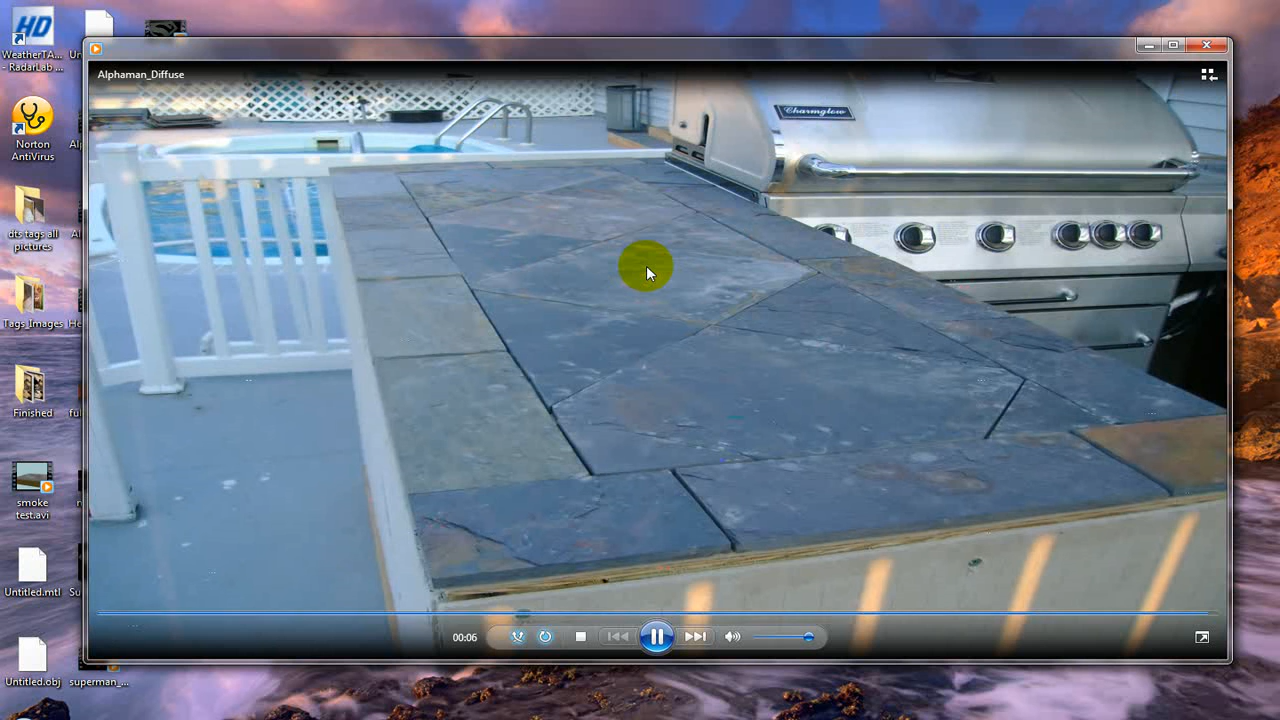 WeatherTA...
- RadarLab ...
Norton
AntiVirus
dts tags all
pictures
Tags_Images
Finished
smoke
test.avi
Untitled.mtl
Untitled.obj
superman_...
Alphaman_Diffuse
Charmglow
00:06
HD